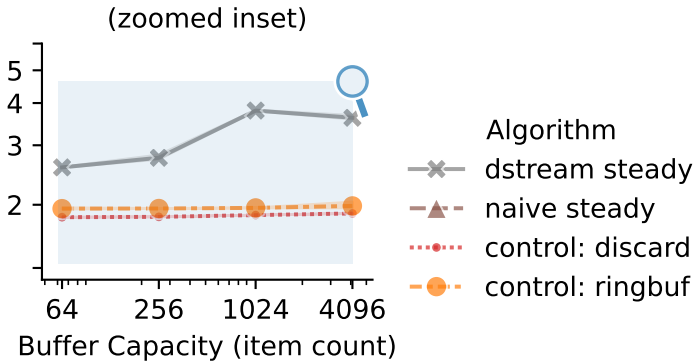 (zoomed inset)
5
4
3
2
64 256 1024 4096
Buffer Capacity (item count)
Algorithm
dstream steady
naive steady
control: discard
control: ringbuf